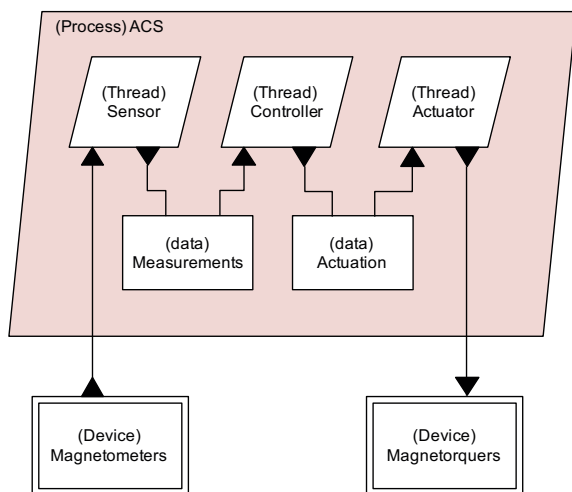 (Process) ACS
(Thread)
Sensor
(Thread)
Controller
(Thread)
Actuator
(data)
Measurements
(data)
Actuation
(Device)
Magnetometers
(Device)
Magnetorquers